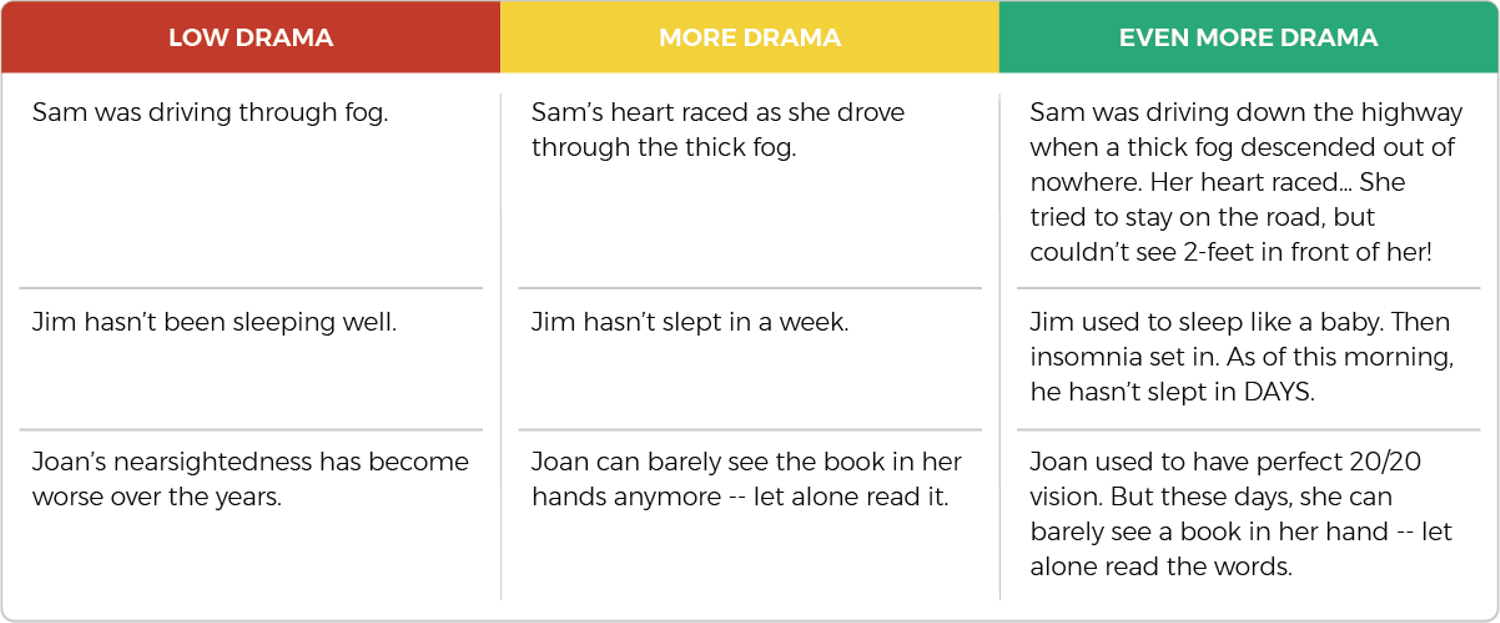 LOW DRAMA
MORE DRAMA
EVEN MORE DRAMA
Sam was driving through fog.
Sam’s heart raced as she drove
through the thick fog.
Sam was driving down the highway
when a thick fog descended out of
nowhere. Her heart raced... She
tried to stay on the road, but
couldn’t see 2-feet in front of her!
Jim hasn’t been sleeping well.
Jim hasn’t slept in a week.
Jim used to sleep like a baby. Then
insomnia set in. As of this morning,
he hasn’t slept in DAYS.
Joan’s nearsightedness has become
worse over the years.
Joan can barely see the book in her
hands anymore -- let alone read it.
Joan used to have perfect 20/20
vision. But these days, she can
barely see a book in her hand -- let
alone read the words.